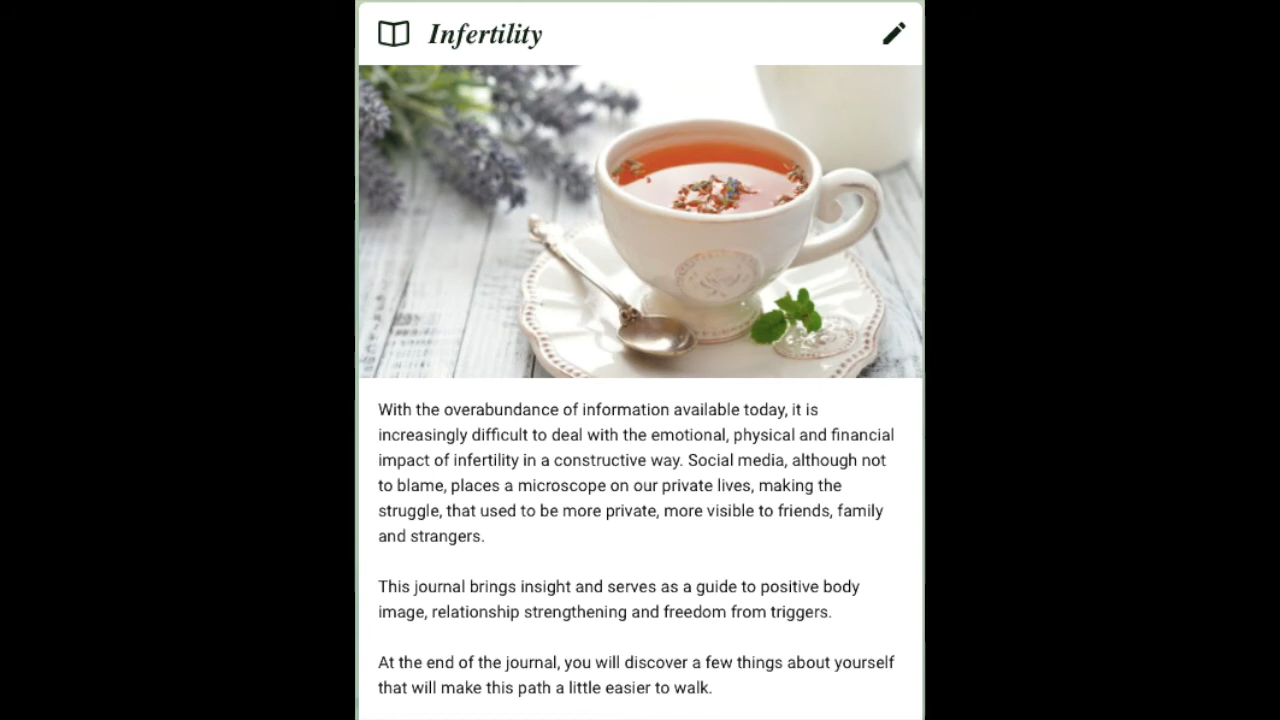 Infertility
With the overabundance of information available today, it is
increasingly difficult to deal with the emotional, physical and financial
impact of infertility in a constructive way. Social media, although not
to blame, places a microscope on our private lives, making the
struggle, that used to be more private, more visible to friends, family
and strangers.
This journal brings insight and serves as a guide to positive body
image, relationship strengthening and freedom from triggers.
At the end of the journal, you will discover a few things about yourself
that will make this path a little easier to walk.